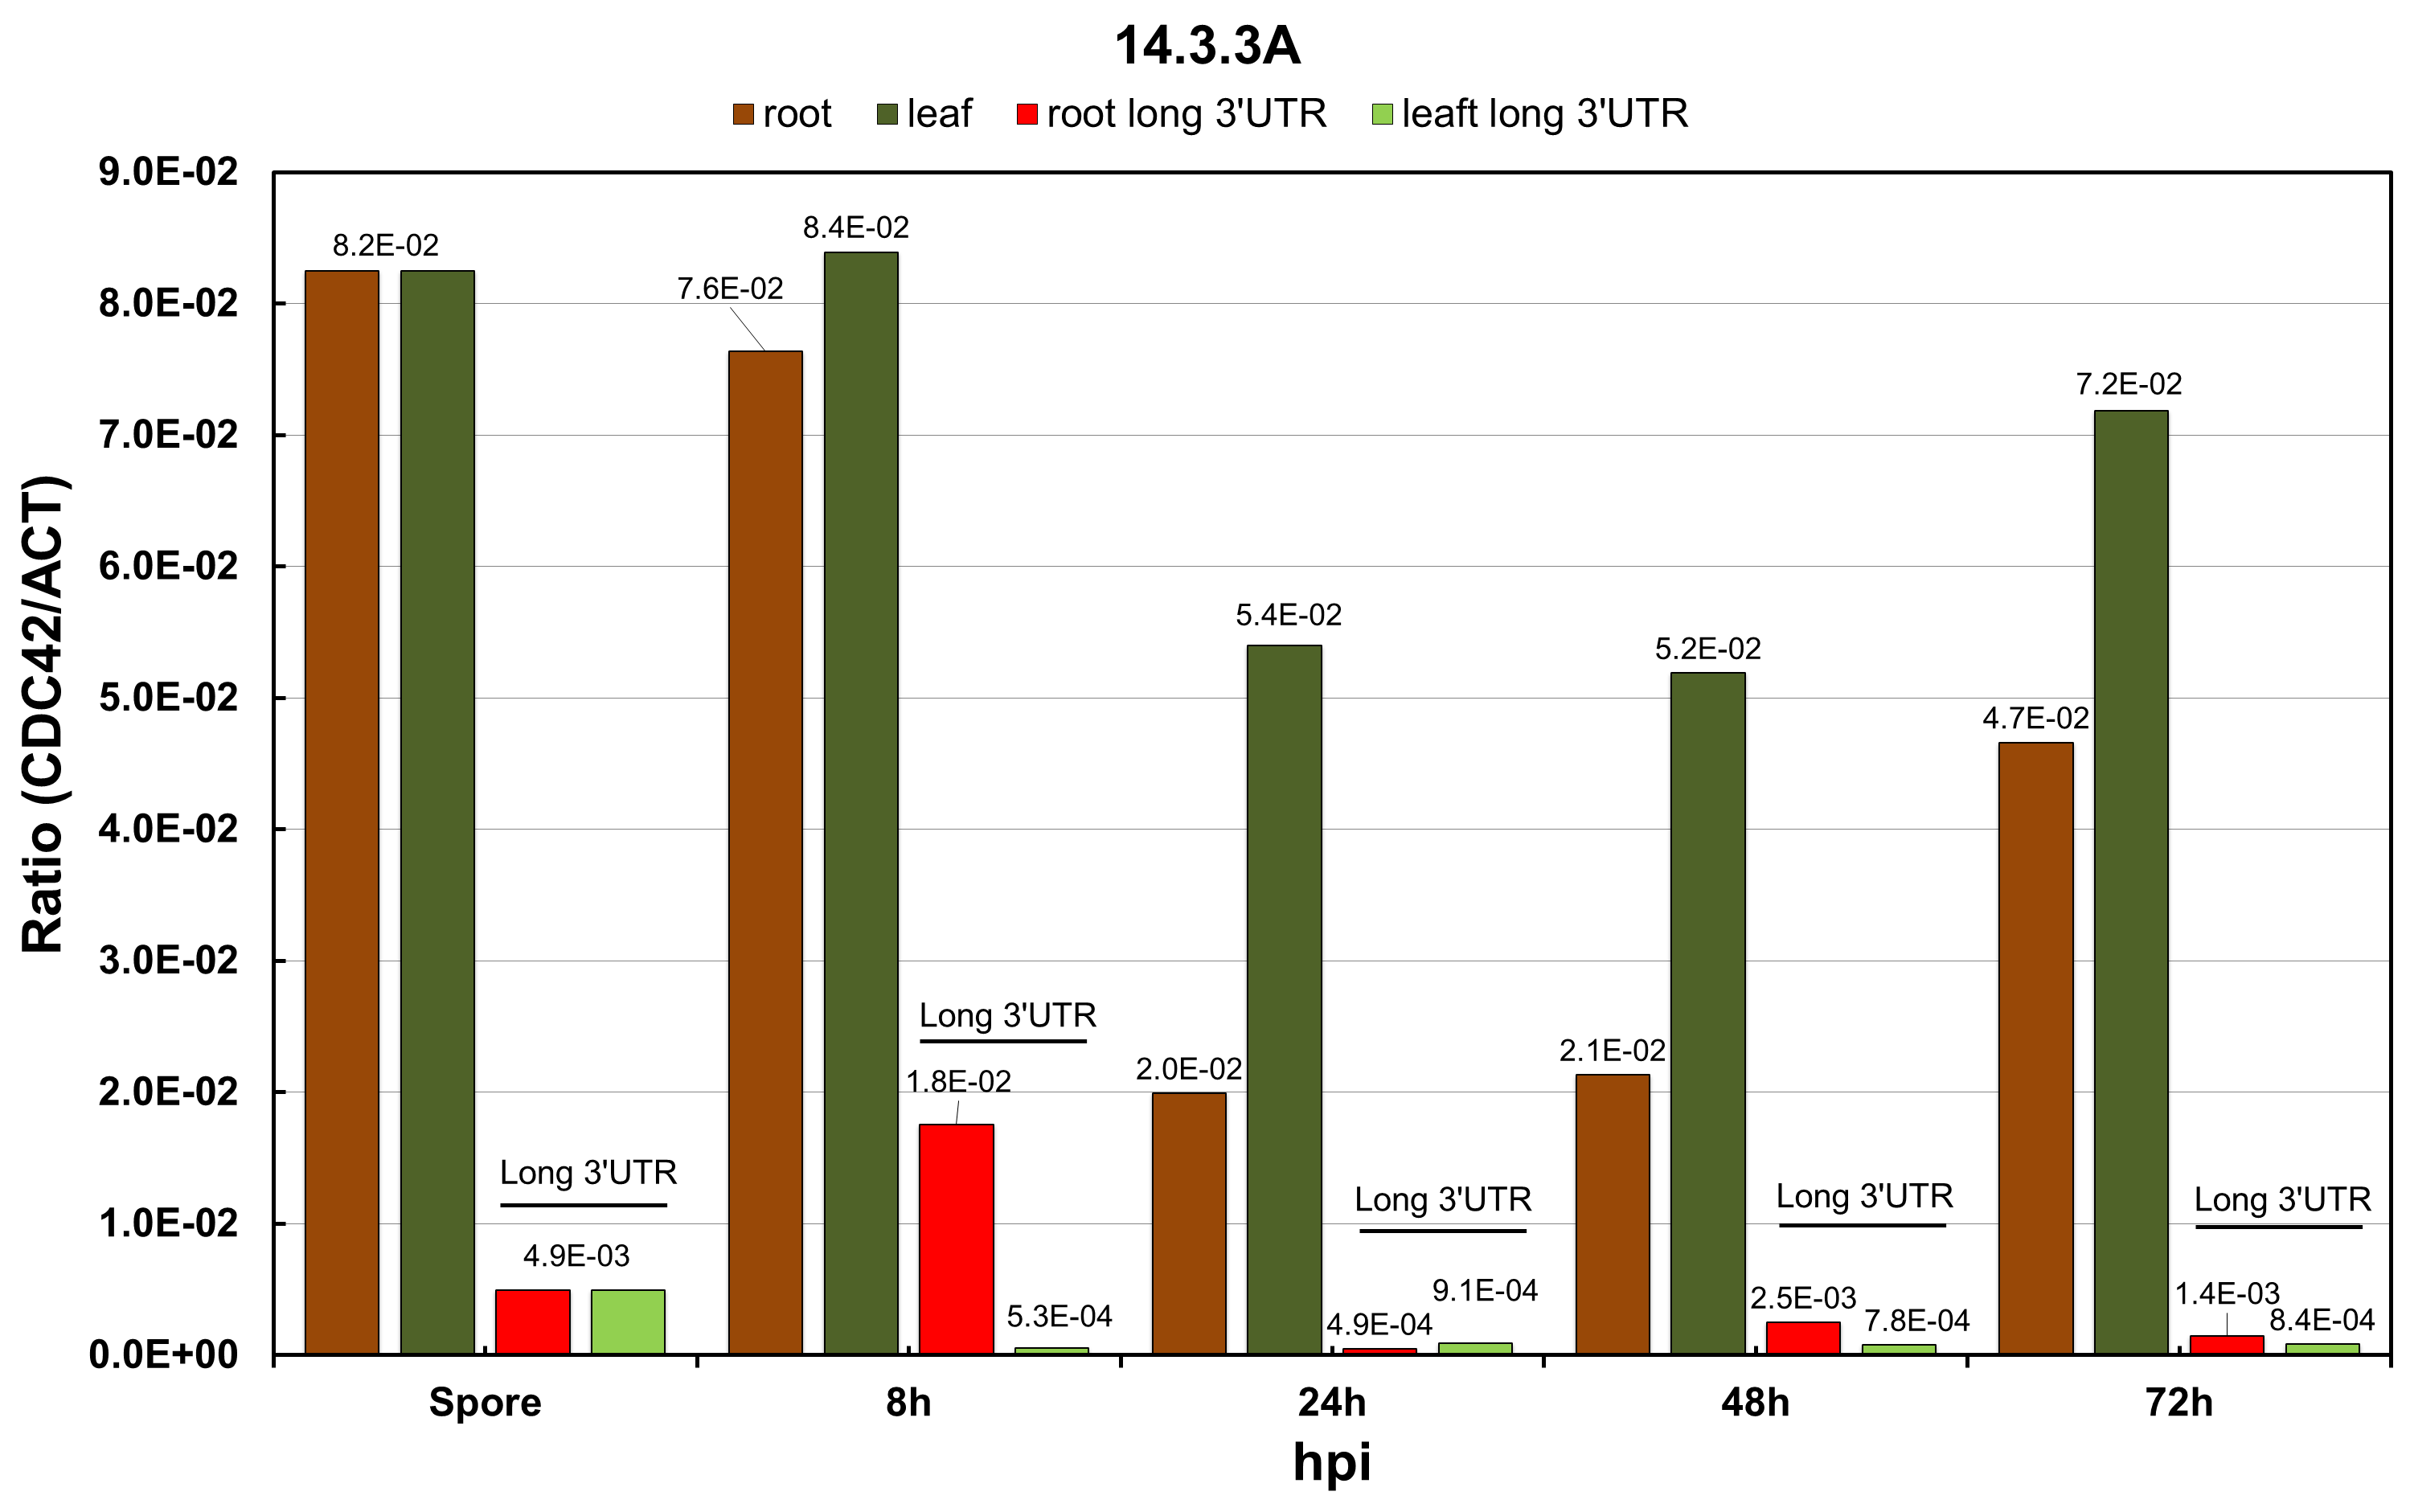 14.3.3A
root leaf root long 3'UTR leaft long 3'UTR
Ratio (CDC42/ACT)
9.0E-02
8.0E-02
7.0E-02
6.0E-02
5.0E-02
4.0E-02
3.0E-02
2.0E-02
1.0E-02
0.0E+00
8.2E-02
Long 3'UTR
4.9E-03
7.6E-02
8.4E-02
Long 3'UTR
1.8E-02
5.3E-04
2.0E-02
5.4E-02
Long 3'UTR
4.9E-04
9.1E-04
2.1E-02
5.2E-02
Long 3'UTR
2.5E-03
7.8E-04
4.7E-02
7.2E-02
Long 3'UTR
1.4E-03
8.4E-04
Spore 8h 24h 48h 72h
hpi